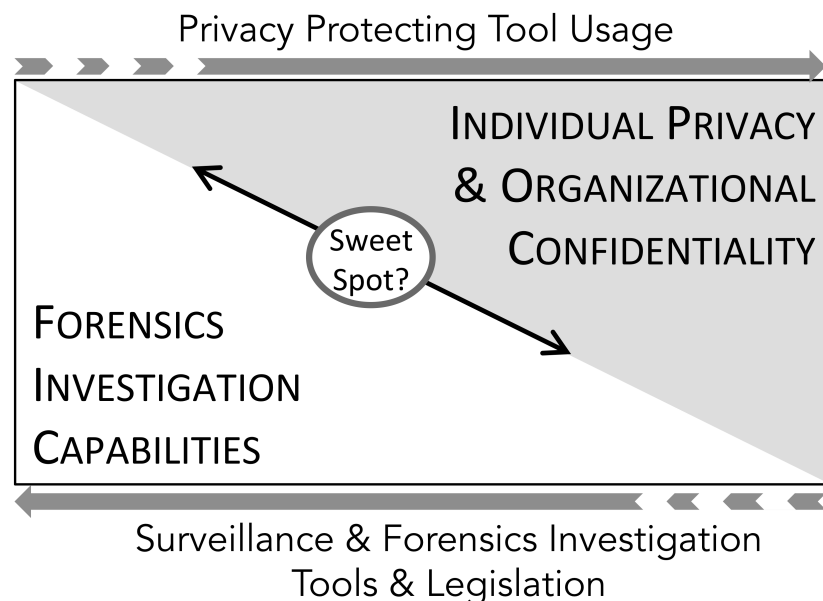 Privacy Protecting Tool Usage
INDIVIDUAL PRIVACY
& ORGANIZATIONAL
CONFIDENTIALITY
Sweet
Spot?
FORENSICS
INVESTIGATION
CAPABILITIES
Surveillance & Forensics Investigation
Tools & Legislation